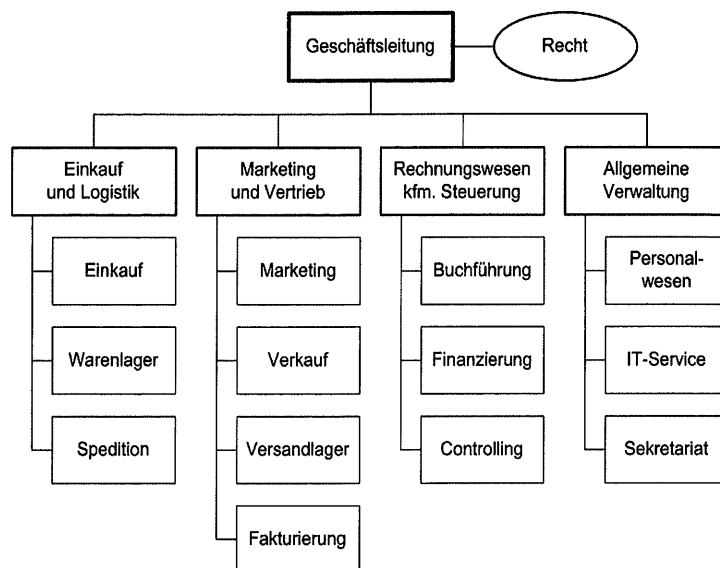 Geschäftsleitung
Recht
Einkauf
und Logistik
Marketing
und Vertrieb
Rechnungswesen
kfm. Steuerung
Allgemeine
Verwaltung
Einkauf
Marketing
Buchführung
Personal-
wesen
Warenlager
Verkauf
Finanzierung
IT-Service
Spedition
Versandlager
Controlling
Sekretariat
Fakturierung